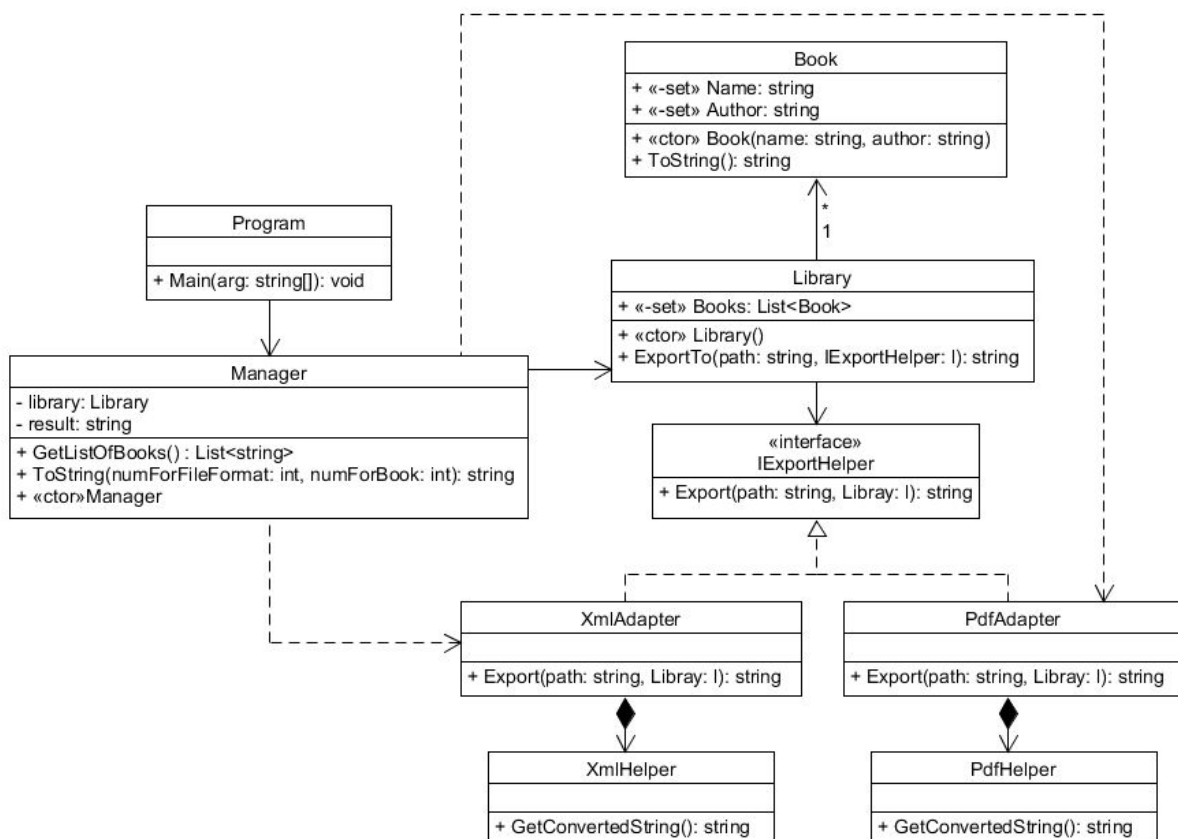 Book
+ «-set» Name: string
+ «-set» Author: string
+ «ctor» Book(name: string, author: string)
+ ToString(): string
*
1
Program
+ Main(arg: string[]): void
Library
+ «-set» Books: List<Book>
+ «ctor» Library()
+ ExportTo(path: string, IExportHelper: l): string
Manager
- library: Library
- result: string
+ GetListOfBooks() : List<string>
+ ToString(numForFileFormat: int, numForBook: int): string
+ «ctor»Manager
«interface»
IExportHelper
+ Export(path: string, Libray: l): string
XmlAdapter
+ Export(path: string, Libray: l): string
PdfAdapter
+ Export(path: string, Libray: l): string
XmlHelper
+ GetConvertedString(): string
PdfHelper
+ GetConvertedString(): string